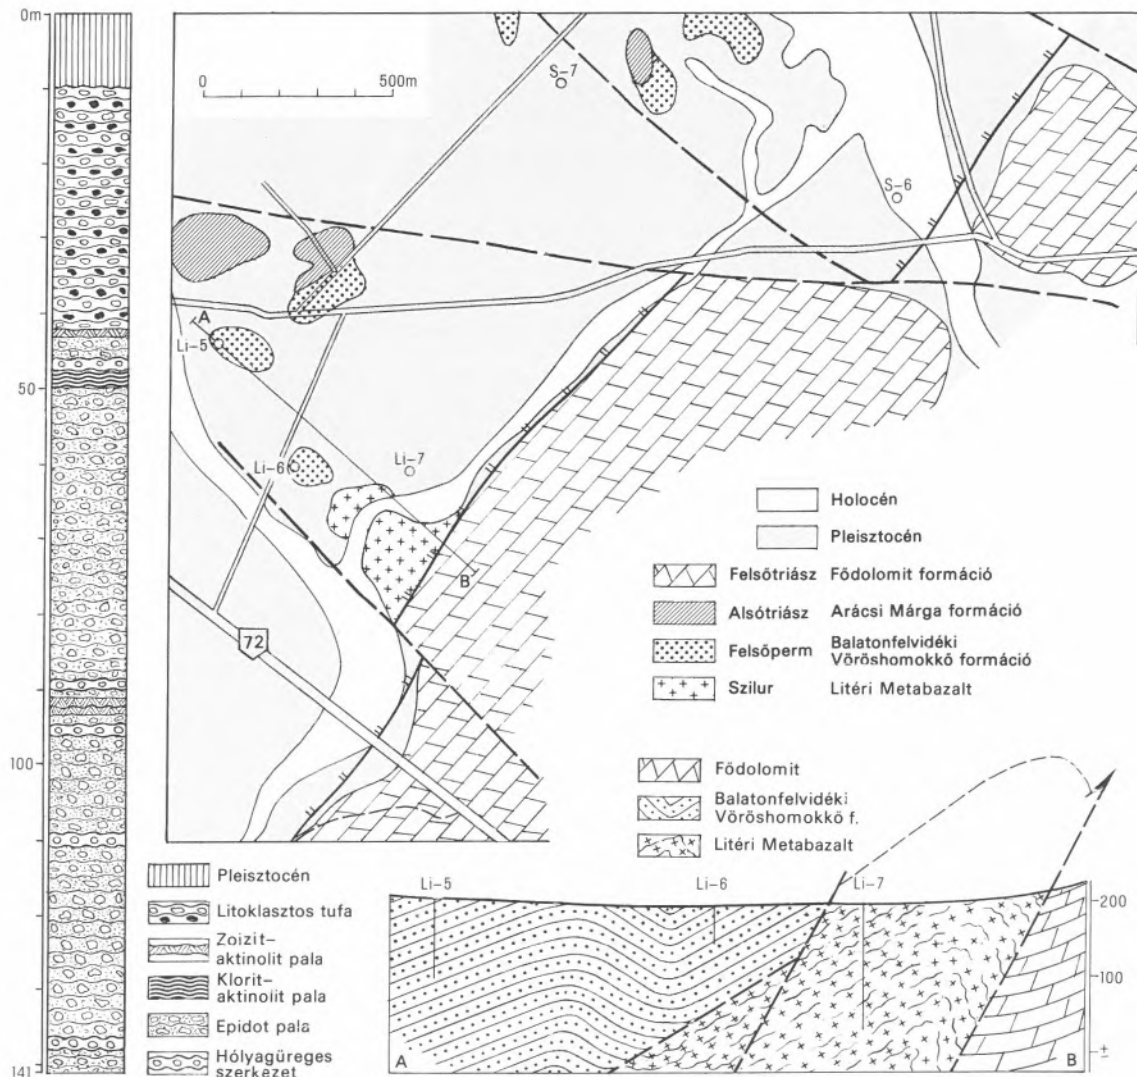 0m
50
100
141
0
500m
S-7
S-6
A
Li-5
Li-6
Li-7
B
72
Holocén
Pleisztocén
Felsőtriász Fődolomit formáció
Alsótriász Arácsi Márga formáció
Felsőperm Balatonfelvidéki
Vöröshomokkő formáció
Szilur Litéri Metabazalt
Fődolomit
Balatonfelvidéki
Vöröshomokkő f.
Litéri Metabazalt
Pleisztocén
Litoklasztos tufa
Zoizit-
aktinolit pala
Klorit-
aktinolit pala
Epidot pala
Hólyagüreges
szerkezet
Li-5
Li-6
Li-7
200
100
±
A
B